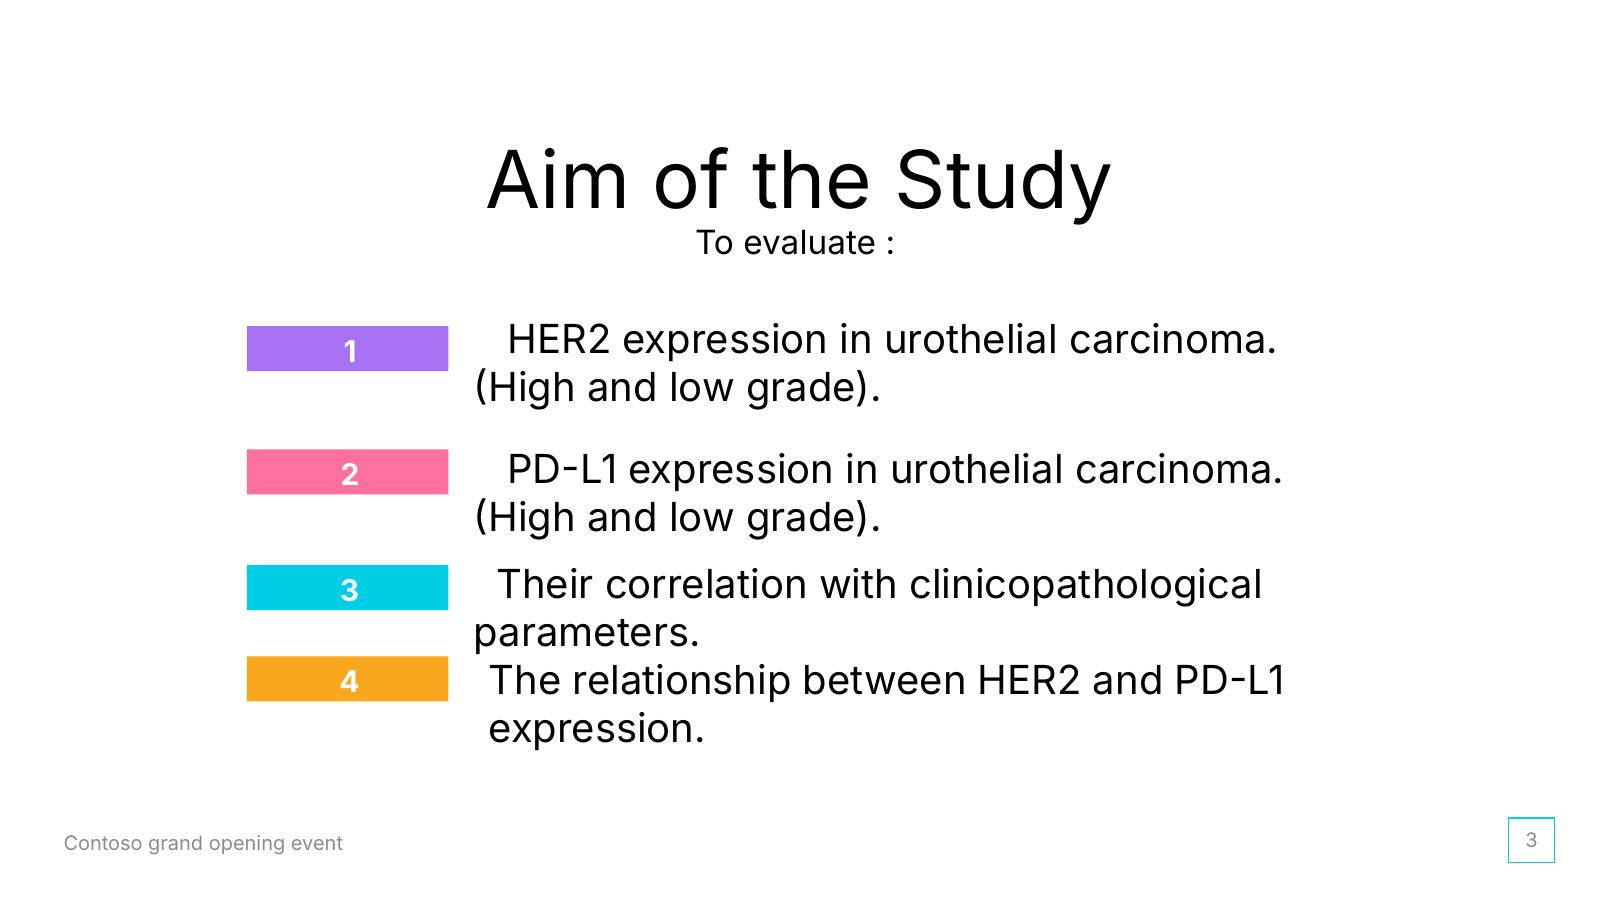 Aim of the Study
To evaluate :
1
HER2 expression in urothelial carcinoma.
(High and low grade).
2
PD-L1 expression in urothelial carcinoma.
(High and low grade).
3
Their correlation with clinicopathological
parameters.
4
The relationship between HER2 and PD-L1
expression.
Contoso grand opening event
3